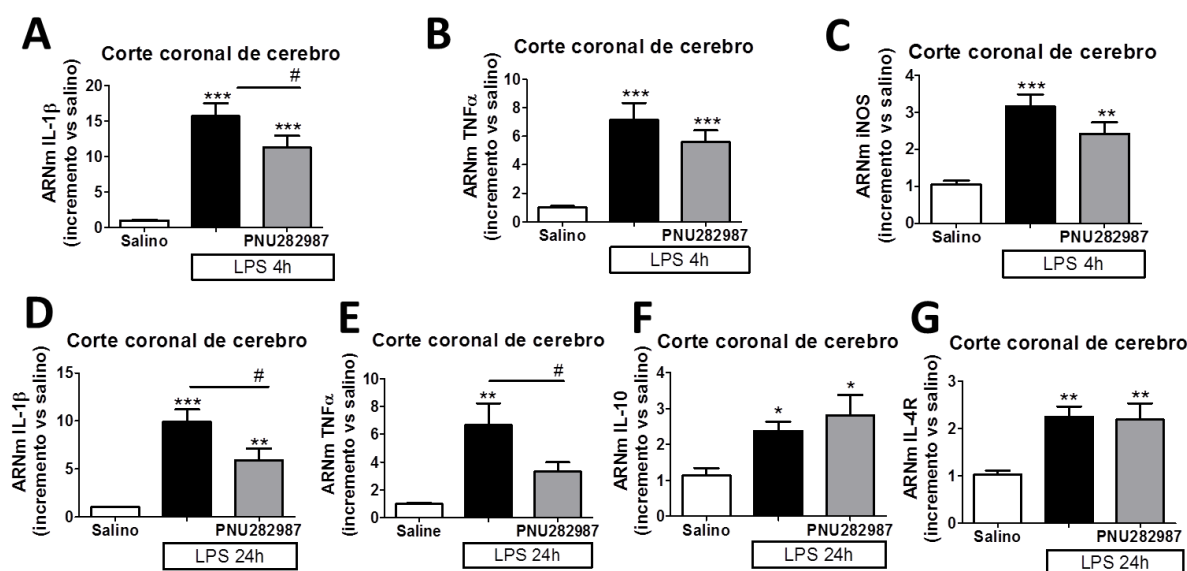 A
Corte coronal de cerebro
ARNm IL-1β
(incremento vs salino)
20
15
10
5
0
***
#
***
Salino
PNU282987
LPS 4h
B
Corte coronal de cerebro
ARNm TNFα
(incremento vs salino)
10
8
6
4
2
0
***
***
Salino
PNU282987
LPS 4h
C
Corte coronal de cerebro
ARNm iNOS
(incremento vs salino)
4
3
2
1
0
***
**
Salino
PNU282987
LPS 4h
D
Corte coronal de cerebro
ARNm IL-1β
(incremento vs salino)
15
10
5
0
***
#
**
Salino
PNU282987
LPS 24h
E
Corte coronal de cerebro
ARNm TNFα
(incremento vs salino)
10
8
6
4
2
0
**
#
Saline
PNU282987
LPS 24h
F
Corte coronal de cerebro
ARNm IL-10
(incremento vs salino)
4
3
2
1
0
*
*
Salino
PNU282987
LPS 24h
G
Corte coronal de cerebro
ARNm IL-4R
(incremento vs salino)
3
2
1
0
**
**
Salino
PNU282987
LPS 24h